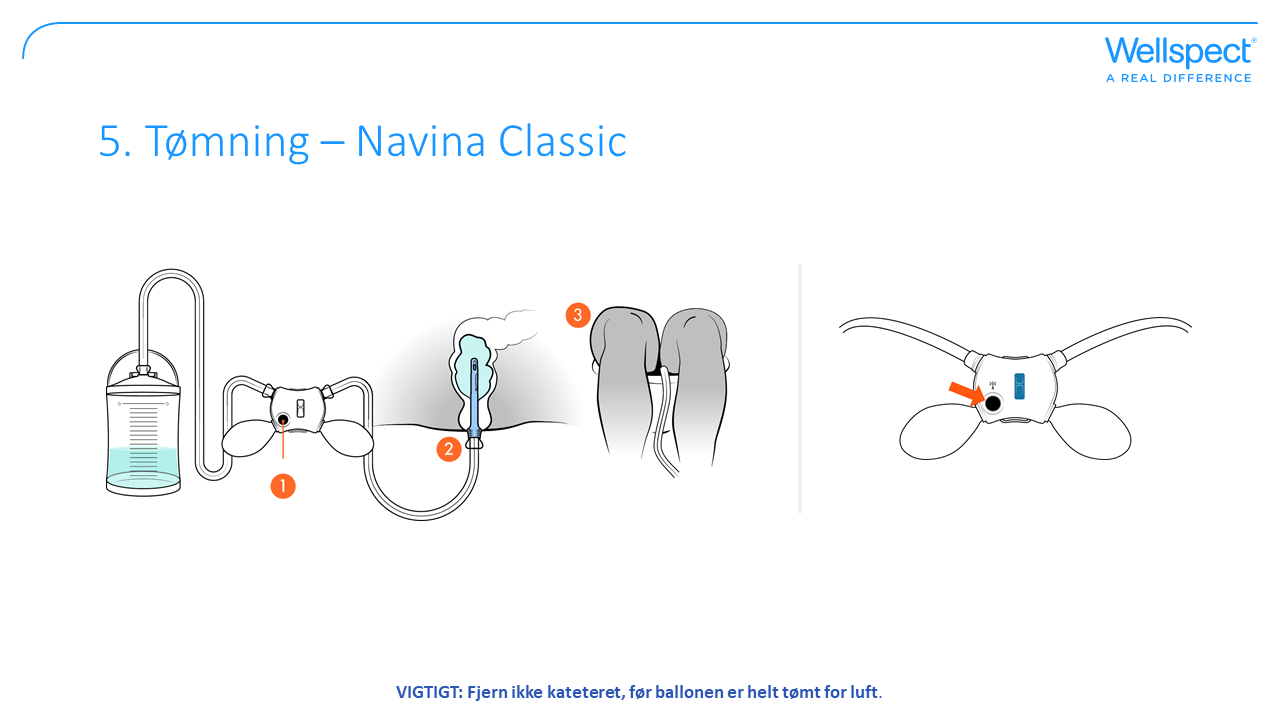 Wellspect®
A REAL DIFFERENCE
5. Tømning – Navina Classic
3
2
1
VIGTIGT: Fjern ikke kateteret, før ballonen er helt tømt for luft.